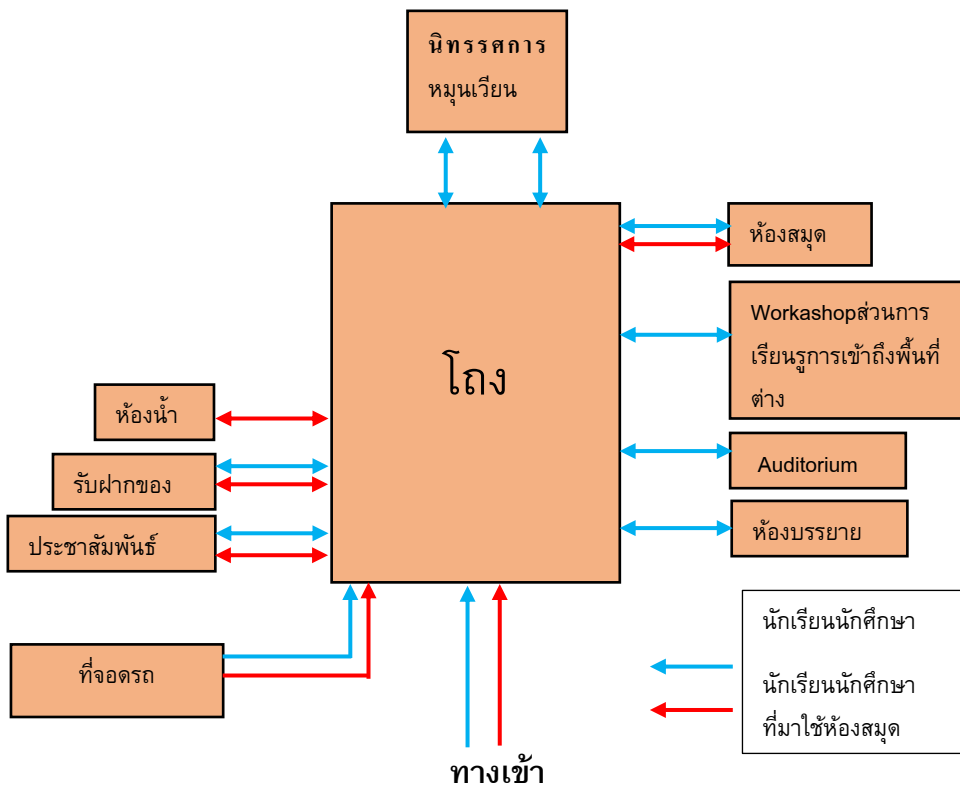 นิทรรศการ
หมุนเวียน
ห้องสมุด
Workashopส่วนการ
เรียนรูการเข้าถึงพื้นที่
ต่าง
โถง
ห้องน้ำ
รับฝากของ
Auditorium
ประชาสัมพันธ์
ห้องบรรยาย
ที่จอดรถ
นักเรียนนักศึกษา
นักเรียนนักศึกษา
ที่มาใช้ห้องสมุด
ทางเข้า